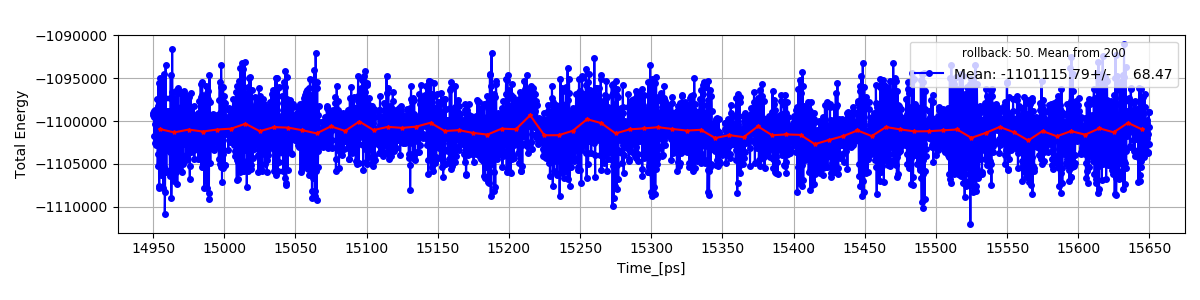 −1090000
−1095000
−1100000
−1105000
−1110000
Total Energy
rollback: 50. Mean from 200
Mean: -1101115.79+/- 68.47
14950 15000 15050 15100 15150 15200 15250 15300 15350 15400 15450 15500 15550 15600 15650
Time_[ps]